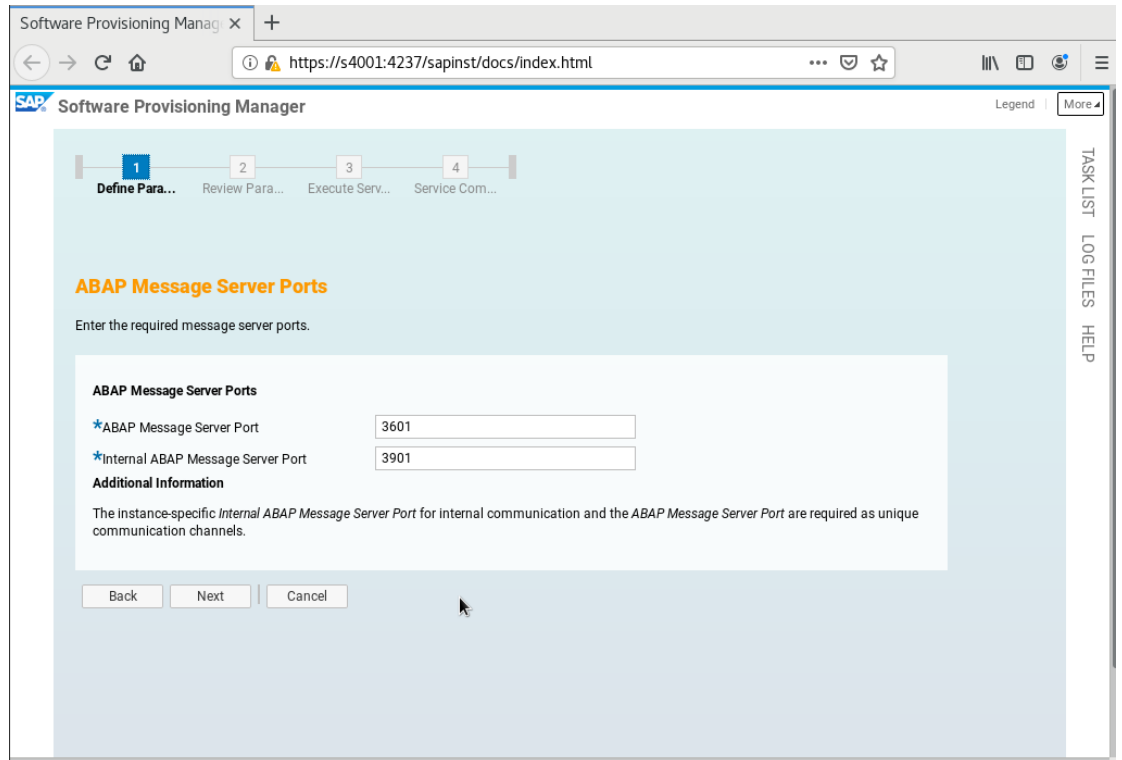 Software Provisioning Manag
https://s4001:4237/sapinst/docs/index.html
SAP Software Provisioning Manager
Legend
More
1 2 3 4
Define Para... Review Para... Execute Serv... Service Com...
TASK LIST
LOG FILES
HELP
ABAP Message Server Ports
Enter the required message server ports.
ABAP Message Server Ports
*ABAP Message Server Port 3601
*Internal ABAP Message Server Port 3901
Additional Information
The instance-specific Internal ABAP Message Server Port for internal communication and the ABAP Message Server Port are required as unique
communication channels.
Back Next Cancel